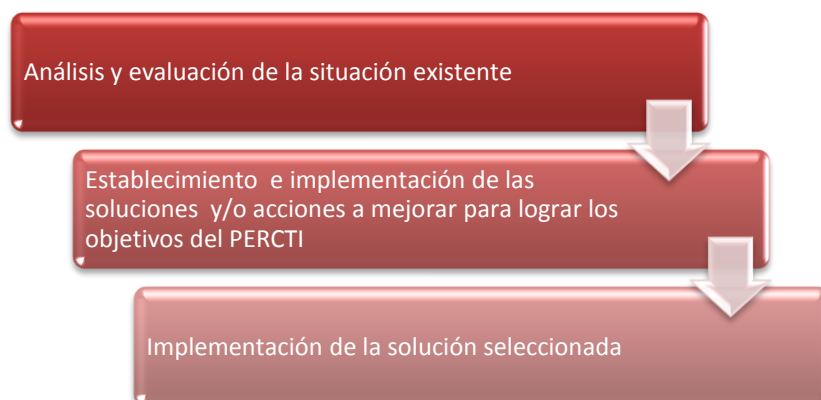 Análisis y evaluación de la situación existente
Establecimiento e implementación de las
soluciones y/o acciones a mejorar para lograr los
objetivos del PERCTI
Implementación de la solución seleccionada